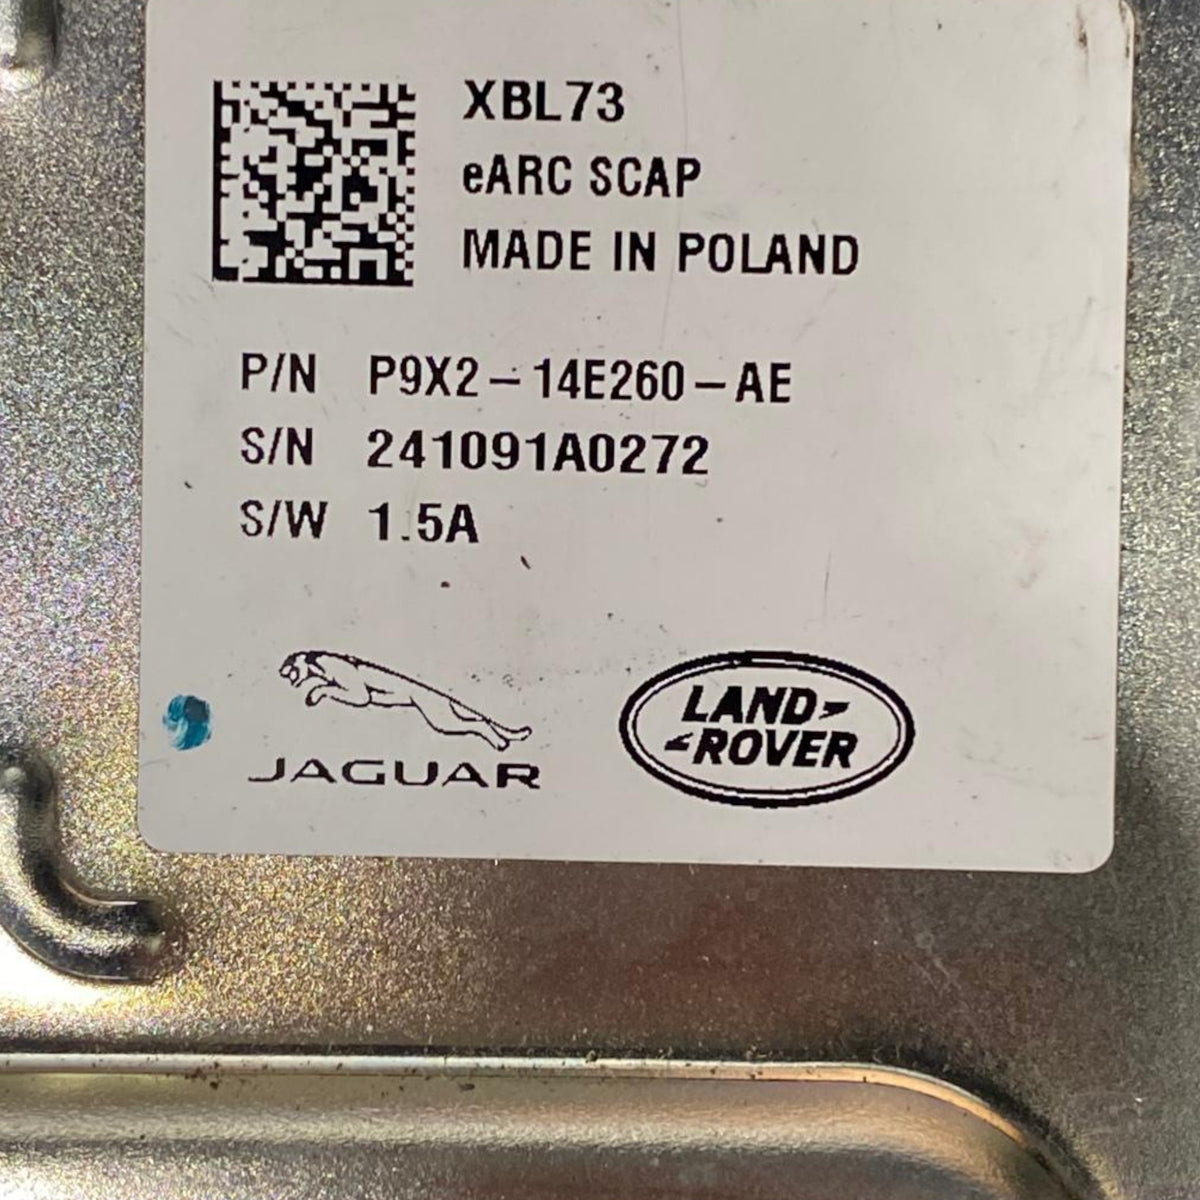 XBL73
eARC SCAP
MADE IN POLAND
P/N P9X2-14E260-AE
S/N 241091A0272
S/W 1.5A
JAGUAR
LAND
ROVER